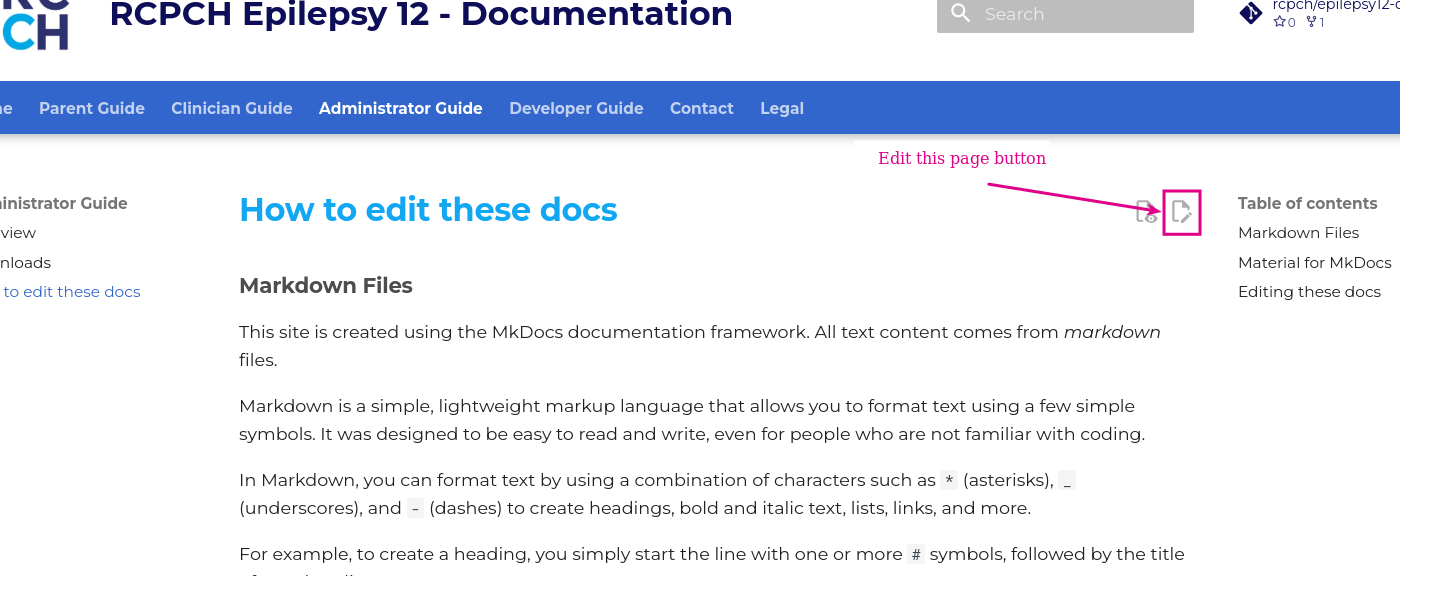 RCPCH Epilepsy 12 - Documentation
CH
Search
rcpch/epilepsy12-
0 1
Parent Guide Clinician Guide Administrator Guide Developer Guide Contact Legal
Edit this page button
inistrator Guide
view
nloads
to edit these docs
How to edit these docs
Table of contents
Markdown Files
Material for MkDocs
Editing these docs
Markdown Files
This site is created using the MkDocs documentation framework. All text content comes from markdown
files.
Markdown is a simple, lightweight markup language that allows you to format text using a few simple
symbols. It was designed to be easy to read and write, even for people who are not familiar with coding.
In Markdown, you can format text by using a combination of characters such as * (asterisks), _
(underscores), and - (dashes) to create headings, bold and italic text, lists, links, and more.
For example, to create a heading, you simply start the line with one or more # symbols, followed by the title